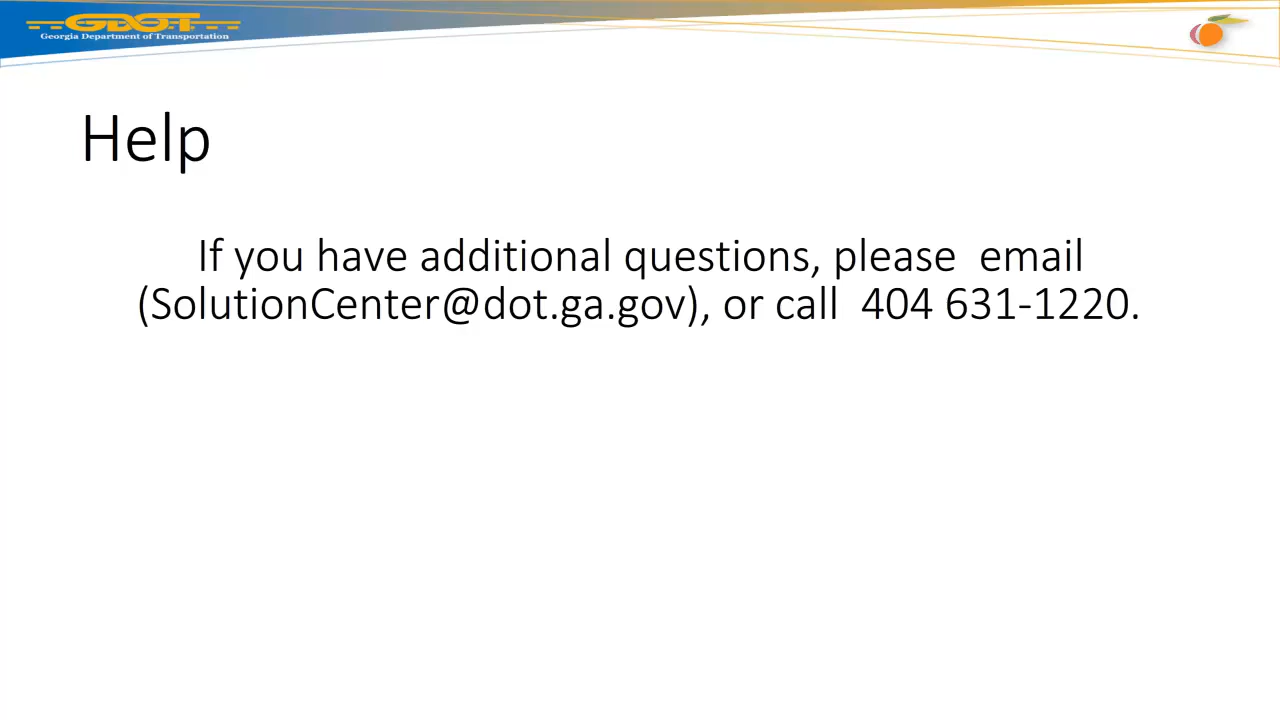 GDOT
Georgia Department of Transportation
Help
If you have additional questions, please  email
(SolutionCenter@dot.ga.gov), or call  404 631-1220.